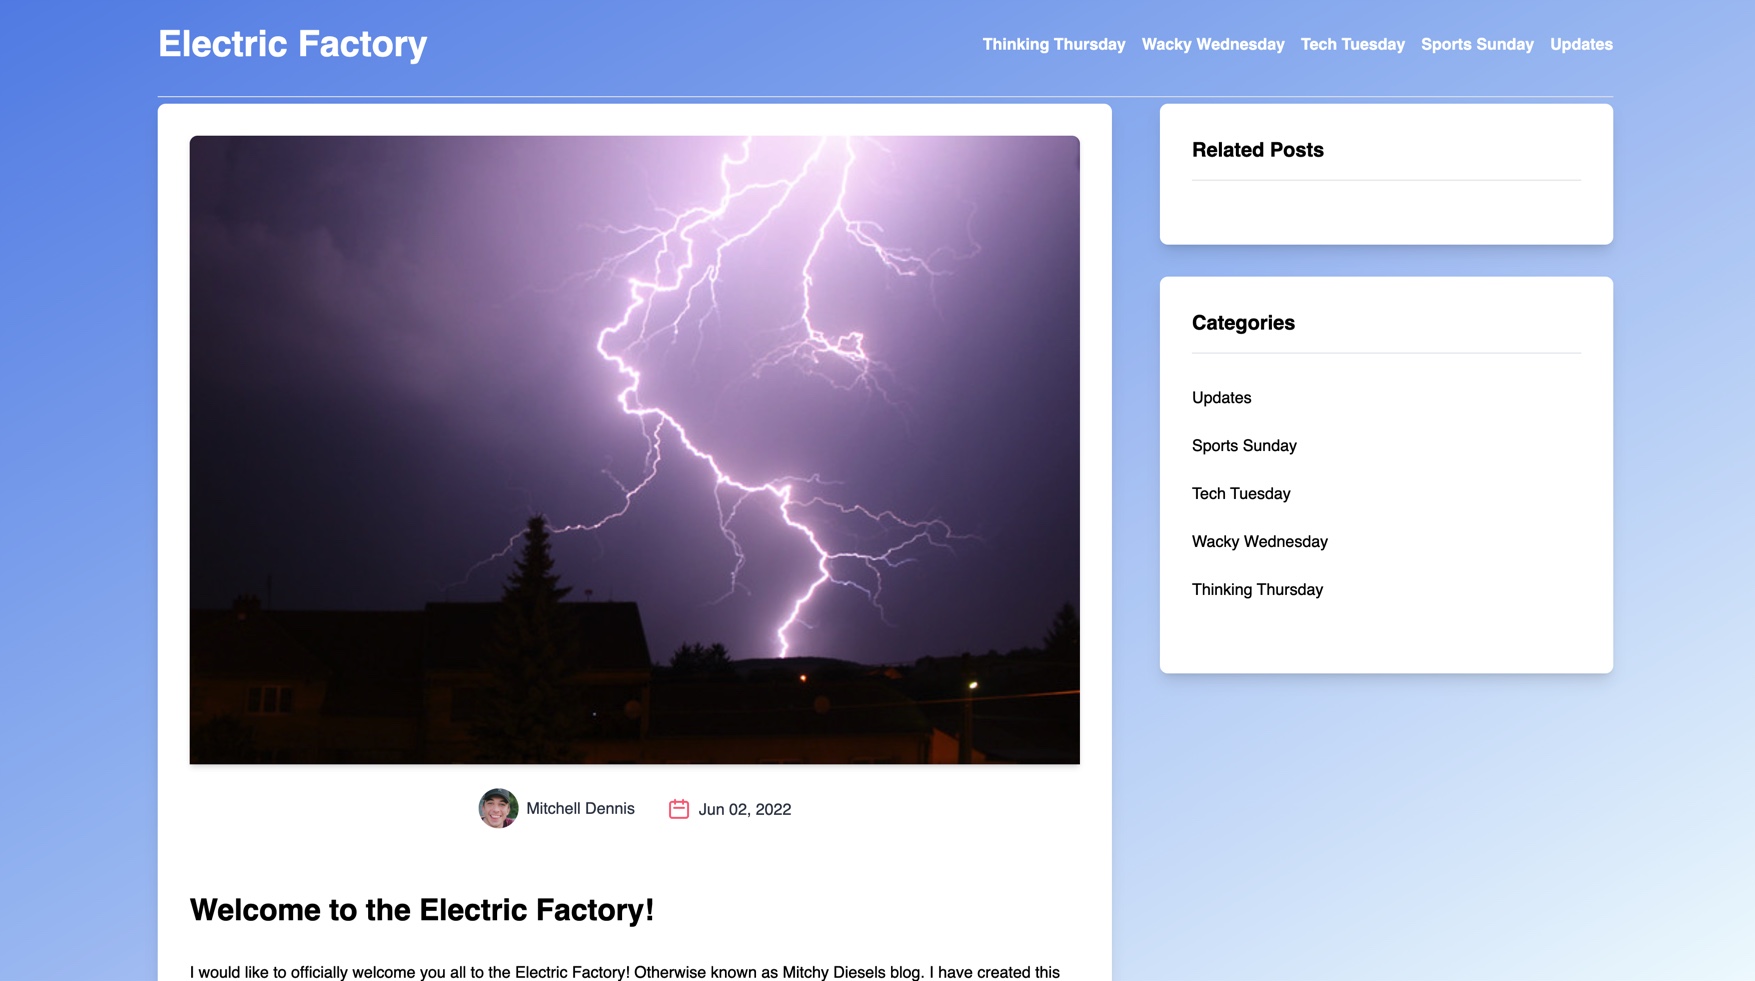 Electric Factory
Thinking Thursday Wacky Wednesday Tech Tuesday Sports Sunday Updates
Related Posts
Categories
Updates
Sports Sunday
Tech Tuesday
Wacky Wednesday
Thinking Thursday
Mitchell Dennis Jun 02, 2022
Welcome to the Electric Factory!
I would like to officially welcome you all to the Electric Factory! Otherwise known as Mitchy Diesels blog. I have created this